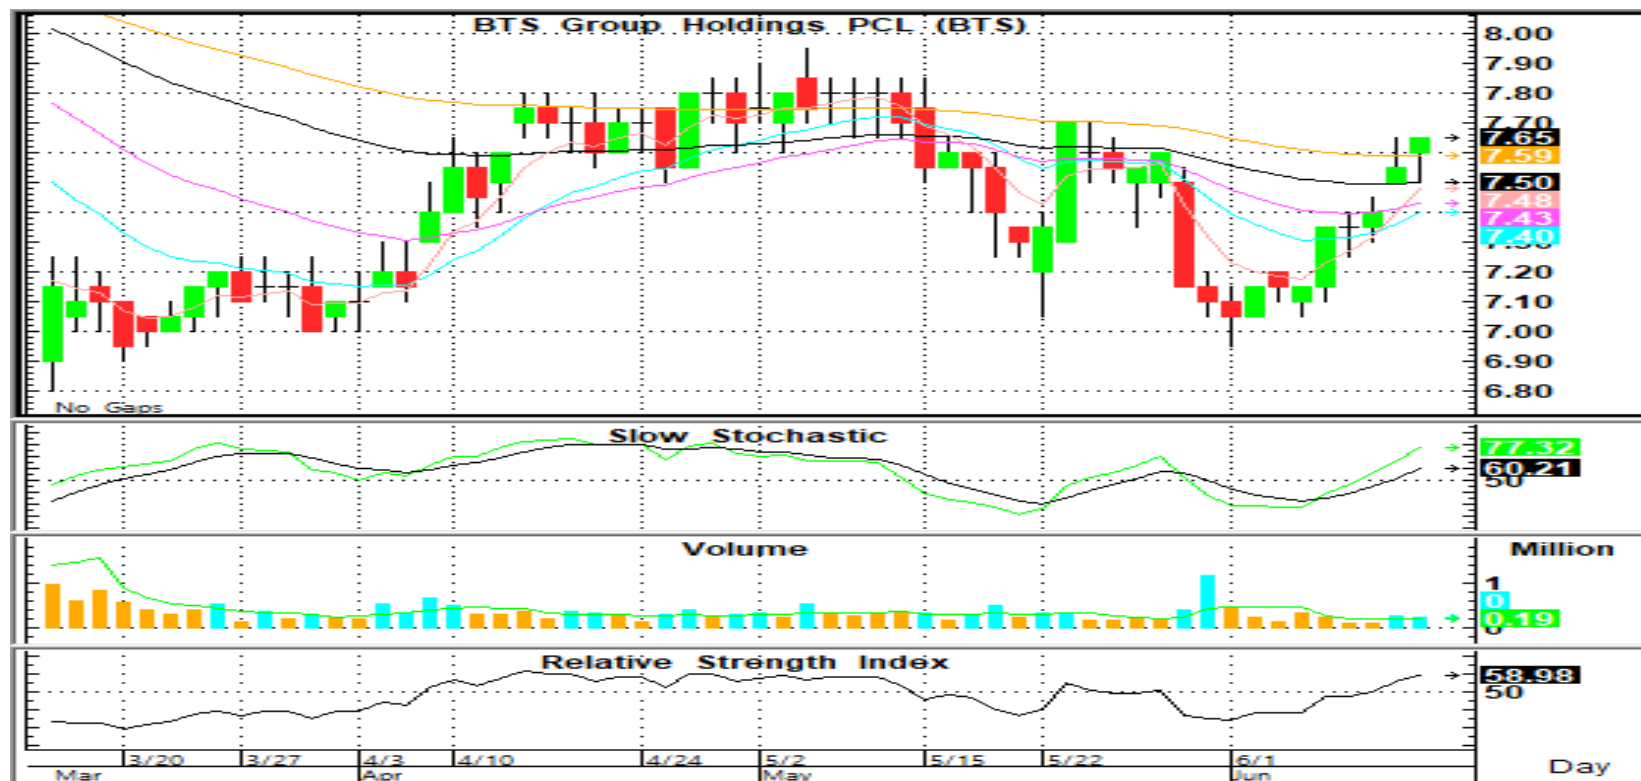 BTS Group Holdings PCL (BTS)
8.00
7.90
7.80
7.70
7.65
7.59
7.50
7.48
7.43
7.40
7.30
7.20
7.10
7.00
6.90
6.80
No Gaps
Slow Stochastic
77.32
60.21
50
Volume
Million
1
0
0.19
0
Relative Strength Index
58.98
50
3/20 3/27 4/3 4/10 4/24 5/2 5/15 5/22 6/1
Mar Apr May Jun
Day